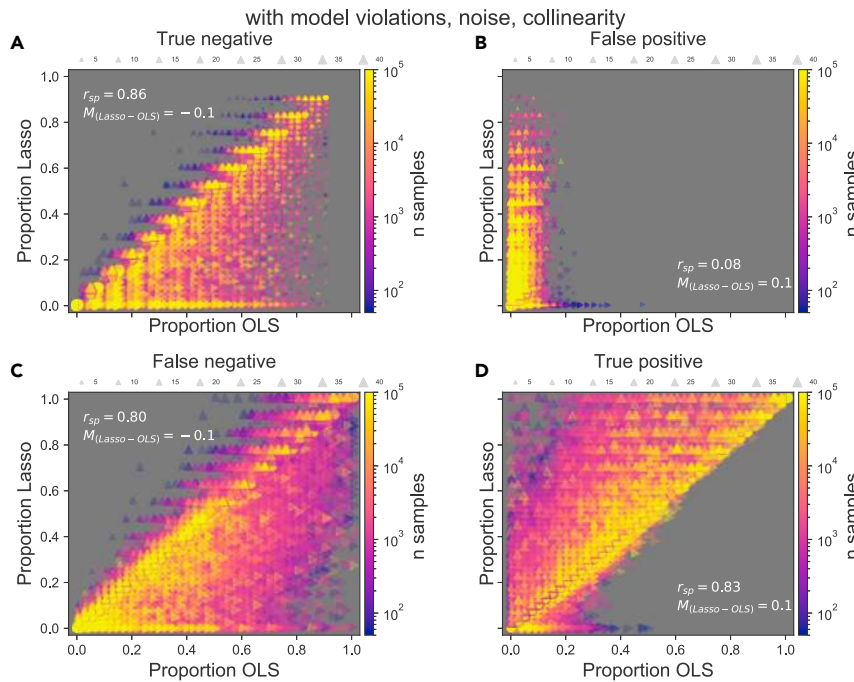 with model violations, noise, collinearity
A
True negative
5 10 15 20 25 30 35 40
1.0
0.8
0.6
0.4
0.2
0.0
Proportion Lasso
r_sp = 0.86
M_(Lasso−OLS) = −0.1
Proportion OLS
10^5
10^4
10^3
10^2
n samples
B
False positive
5 10 15 20 25 30 35 40
Proportion Lasso
r_sp = 0.08
M_(Lasso−OLS) = 0.1
Proportion OLS
10^5
10^4
10^3
10^2
n samples
C
False negative
5 10 15 20 25 30 35 40
1.0
0.8
0.6
0.4
0.2
0.0
Proportion Lasso
r_sp = 0.80
M_(Lasso−OLS) = −0.1
0.0 0.2 0.4 0.6 0.8 1.0
Proportion OLS
10^5
10^4
10^3
10^2
n samples
D
True positive
5 10 15 20 25 30 35 40
Proportion Lasso
r_sp = 0.83
M_(Lasso−OLS) = 0.1
0.0 0.2 0.4 0.6 0.8 1.0
Proportion OLS
10^5
10^4
10^3
10^2
n samples